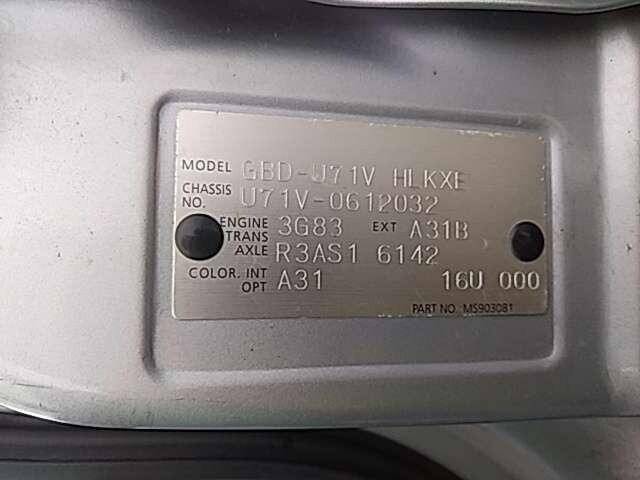 MODEL GBD-U71V HLKXE
CHASSIS NO. U71V-0612032
ENGINE 3G83 EXT A31B
TRANS AXLE R3AS1 6142
COLOR. INT OPT A31 16U 000
PART NO. MS903081